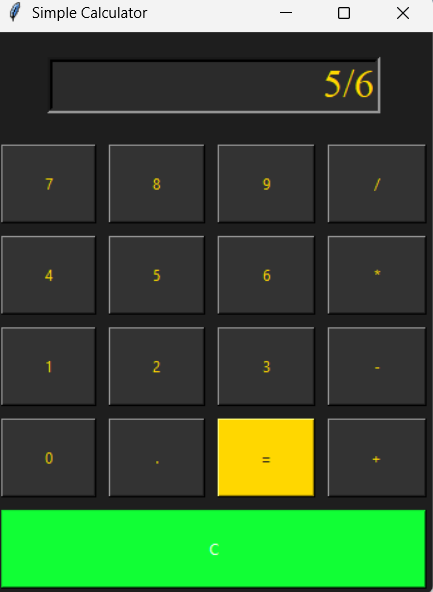 Simple Calculator
5/6
7 8 9 /
4 5 6 *
1 2 3 -
0 . = +
C